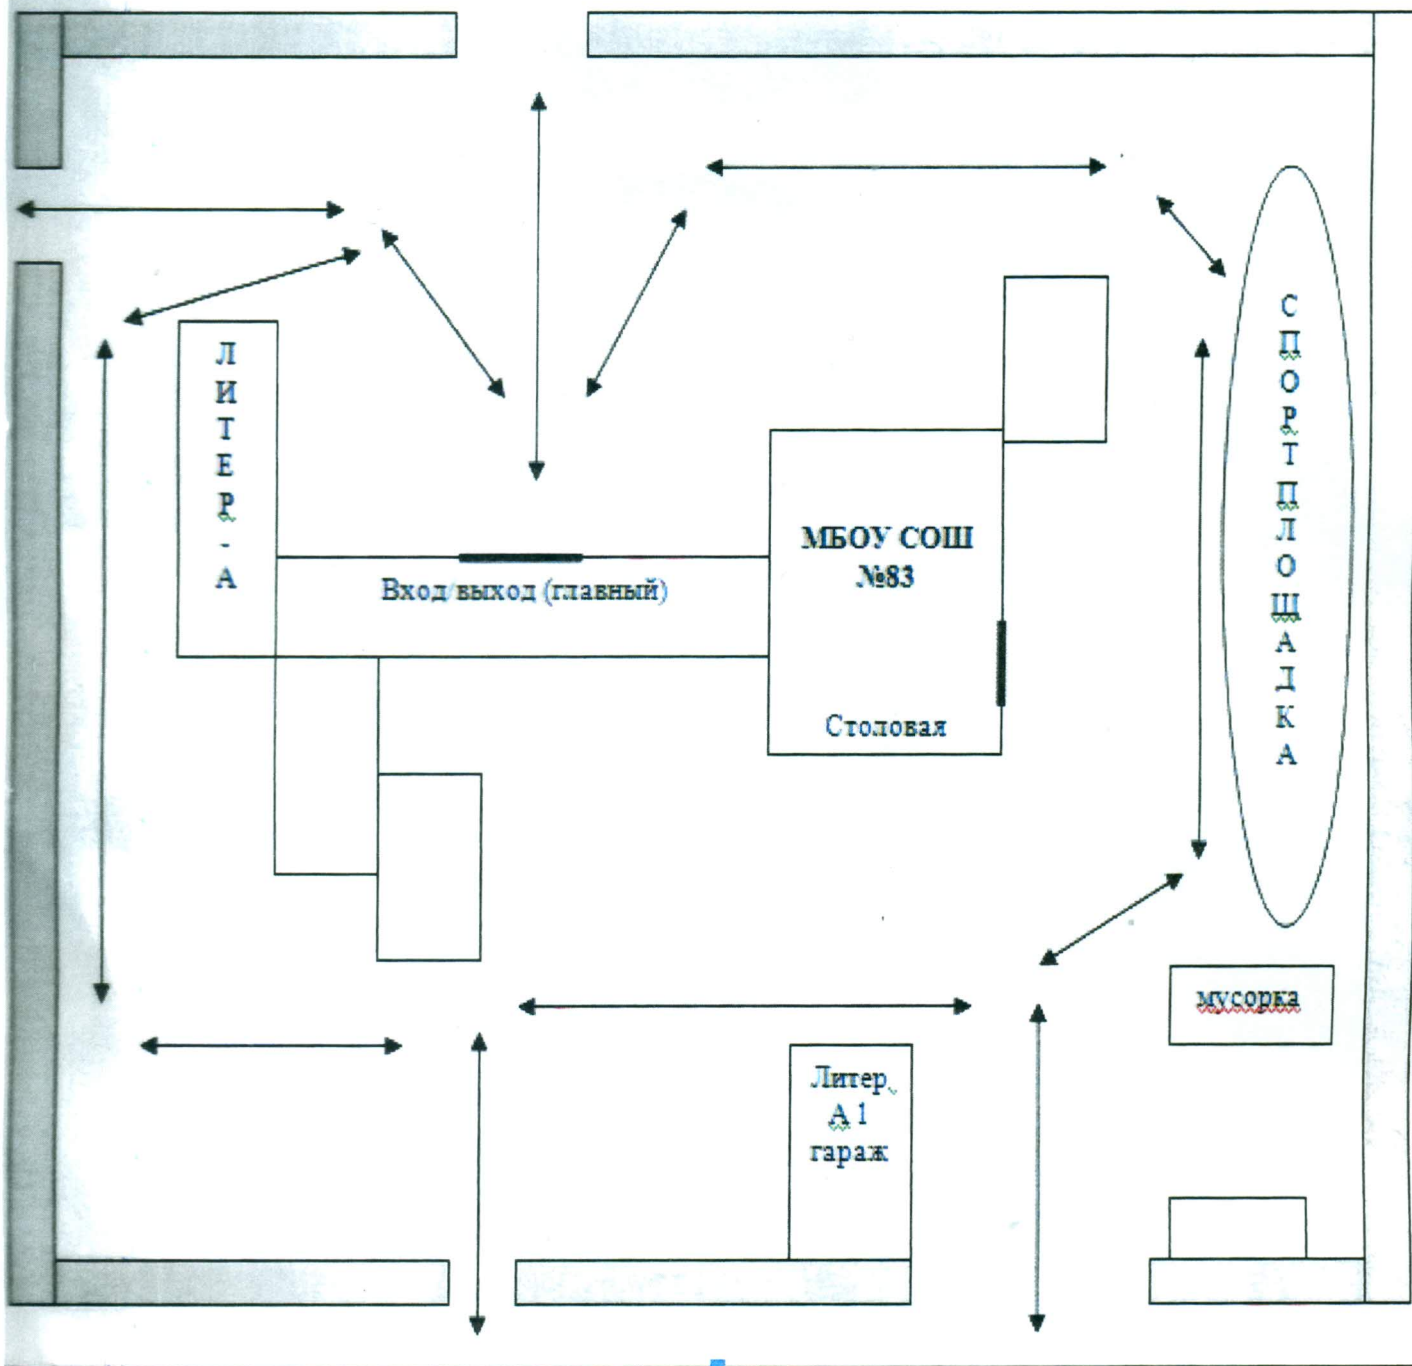 ЛИТЕР-А
СПОРТПЛОЩАДКА
МБОУ СОШ
№83
Вход/выход (главный)
Столовая
мусорка
Литер
А 1
гараж